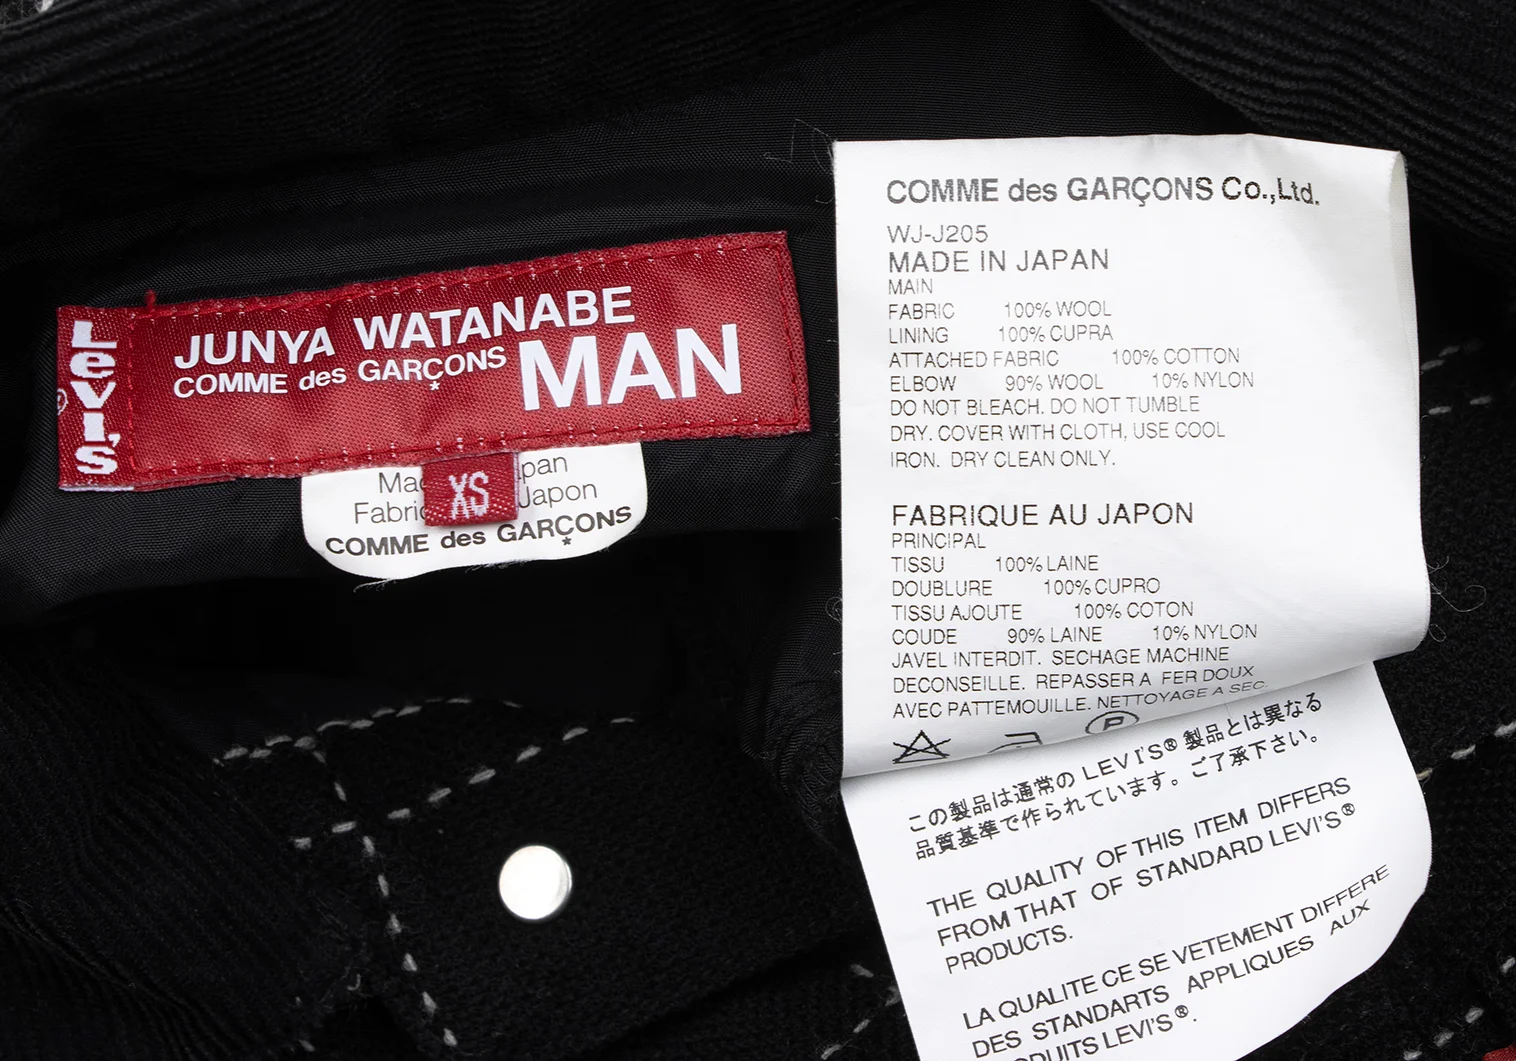 Levi's
®
JUNYA WATANABE
COMME des GARÇONS MAN
XS
COMME des GARÇONS
COMME des GARÇONS Co.,Ltd.
WJ-J205
MADE IN JAPAN
MAIN
FABRIC 100% WOOL
LINING 100% CUPRA
ATTACHED FABRIC 100% COTTON
ELBOW 90% WOOL 10% NYLON
DO NOT BLEACH. DO NOT TUMBLE
DRY. COVER WITH CLOTH, USE COOL
IRON. DRY CLEAN ONLY.
FABRIQUE AU JAPON
PRINCIPAL
TISSU 100% LAINE
DOUBLURE 100% CUPRO
TISSU AJOUTE 100% COTON
COUDE 90% LAINE 10% NYLON
JAVEL INTERDIT. SECHAGE MACHINE
DECONSEILLE. REPASSER A FER DOUX
AVEC PATTEMOUILLE. NETTOYAGE A SEC.
P
この製品は通常の LEVI'S® 製品とは異なる
品質基準で作られています。ご了承下さい。
THE QUALITY OF THIS ITEM DIFFERS
FROM THAT OF STANDARD LEVI'S®
PRODUCTS.
LA QUALITE CE SE VETEMENT DIFFERE
DES STANDARTS APPLIQUES AUX
LEVI'S®.